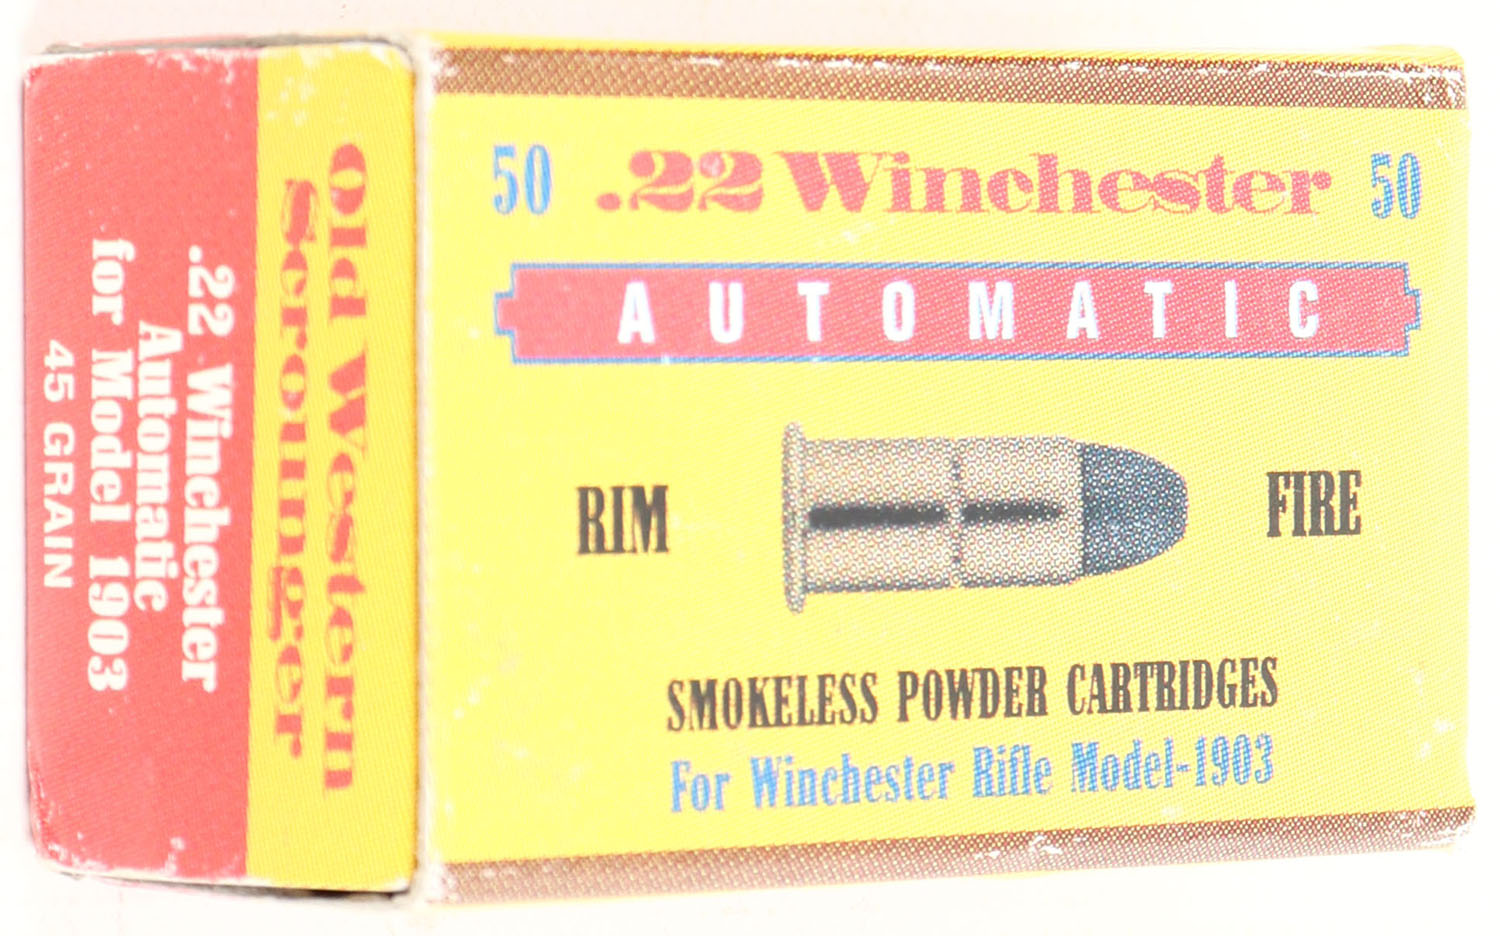 50 .22 Winchester 50
AUTOMATIC
RIM FIRE
SMOKELESS POWDER CARTRIDGES
For Winchester Rifle Model-1903
Old Western
Scrounger
.22 Winchester
Automatic
for Model 1903
45 GRAIN